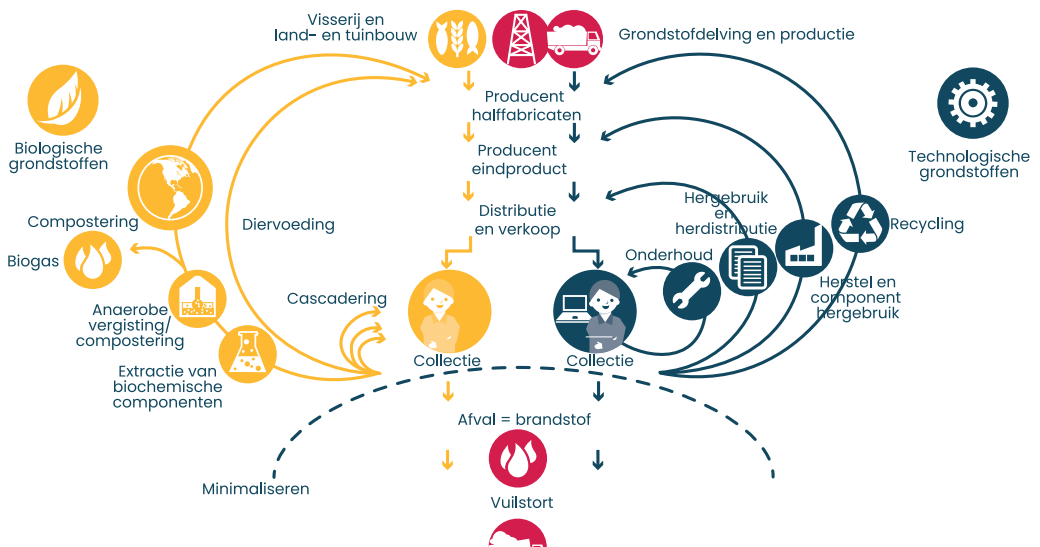 Visserij en
land- en tuinbouw
Grondstofdelving en productie
Producent
halffabricaten
Biologische
grondstoffen
Producent
eindproduct
Technologische
grondstoffen
Compostering
Diervoeding
Distributie
en verkoop
Hergebruik
en
herdistributie
Recycling
Biogas
Onderhoud
Cascadering
Herstel en
component
hergebruik
Anaerobe
vergisting/
compostering
Extractie van
biochemische
componenten
Collectie
Collectie
Afval = brandstof
Minimaliseren
Vuilstort